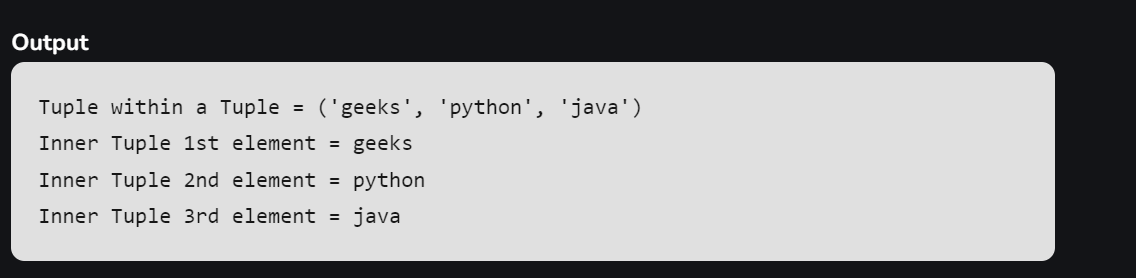 Output
Tuple within a Tuple = ('geeks', 'python', 'java')
Inner Tuple 1st element = geeks
Inner Tuple 2nd element = python
Inner Tuple 3rd element = java